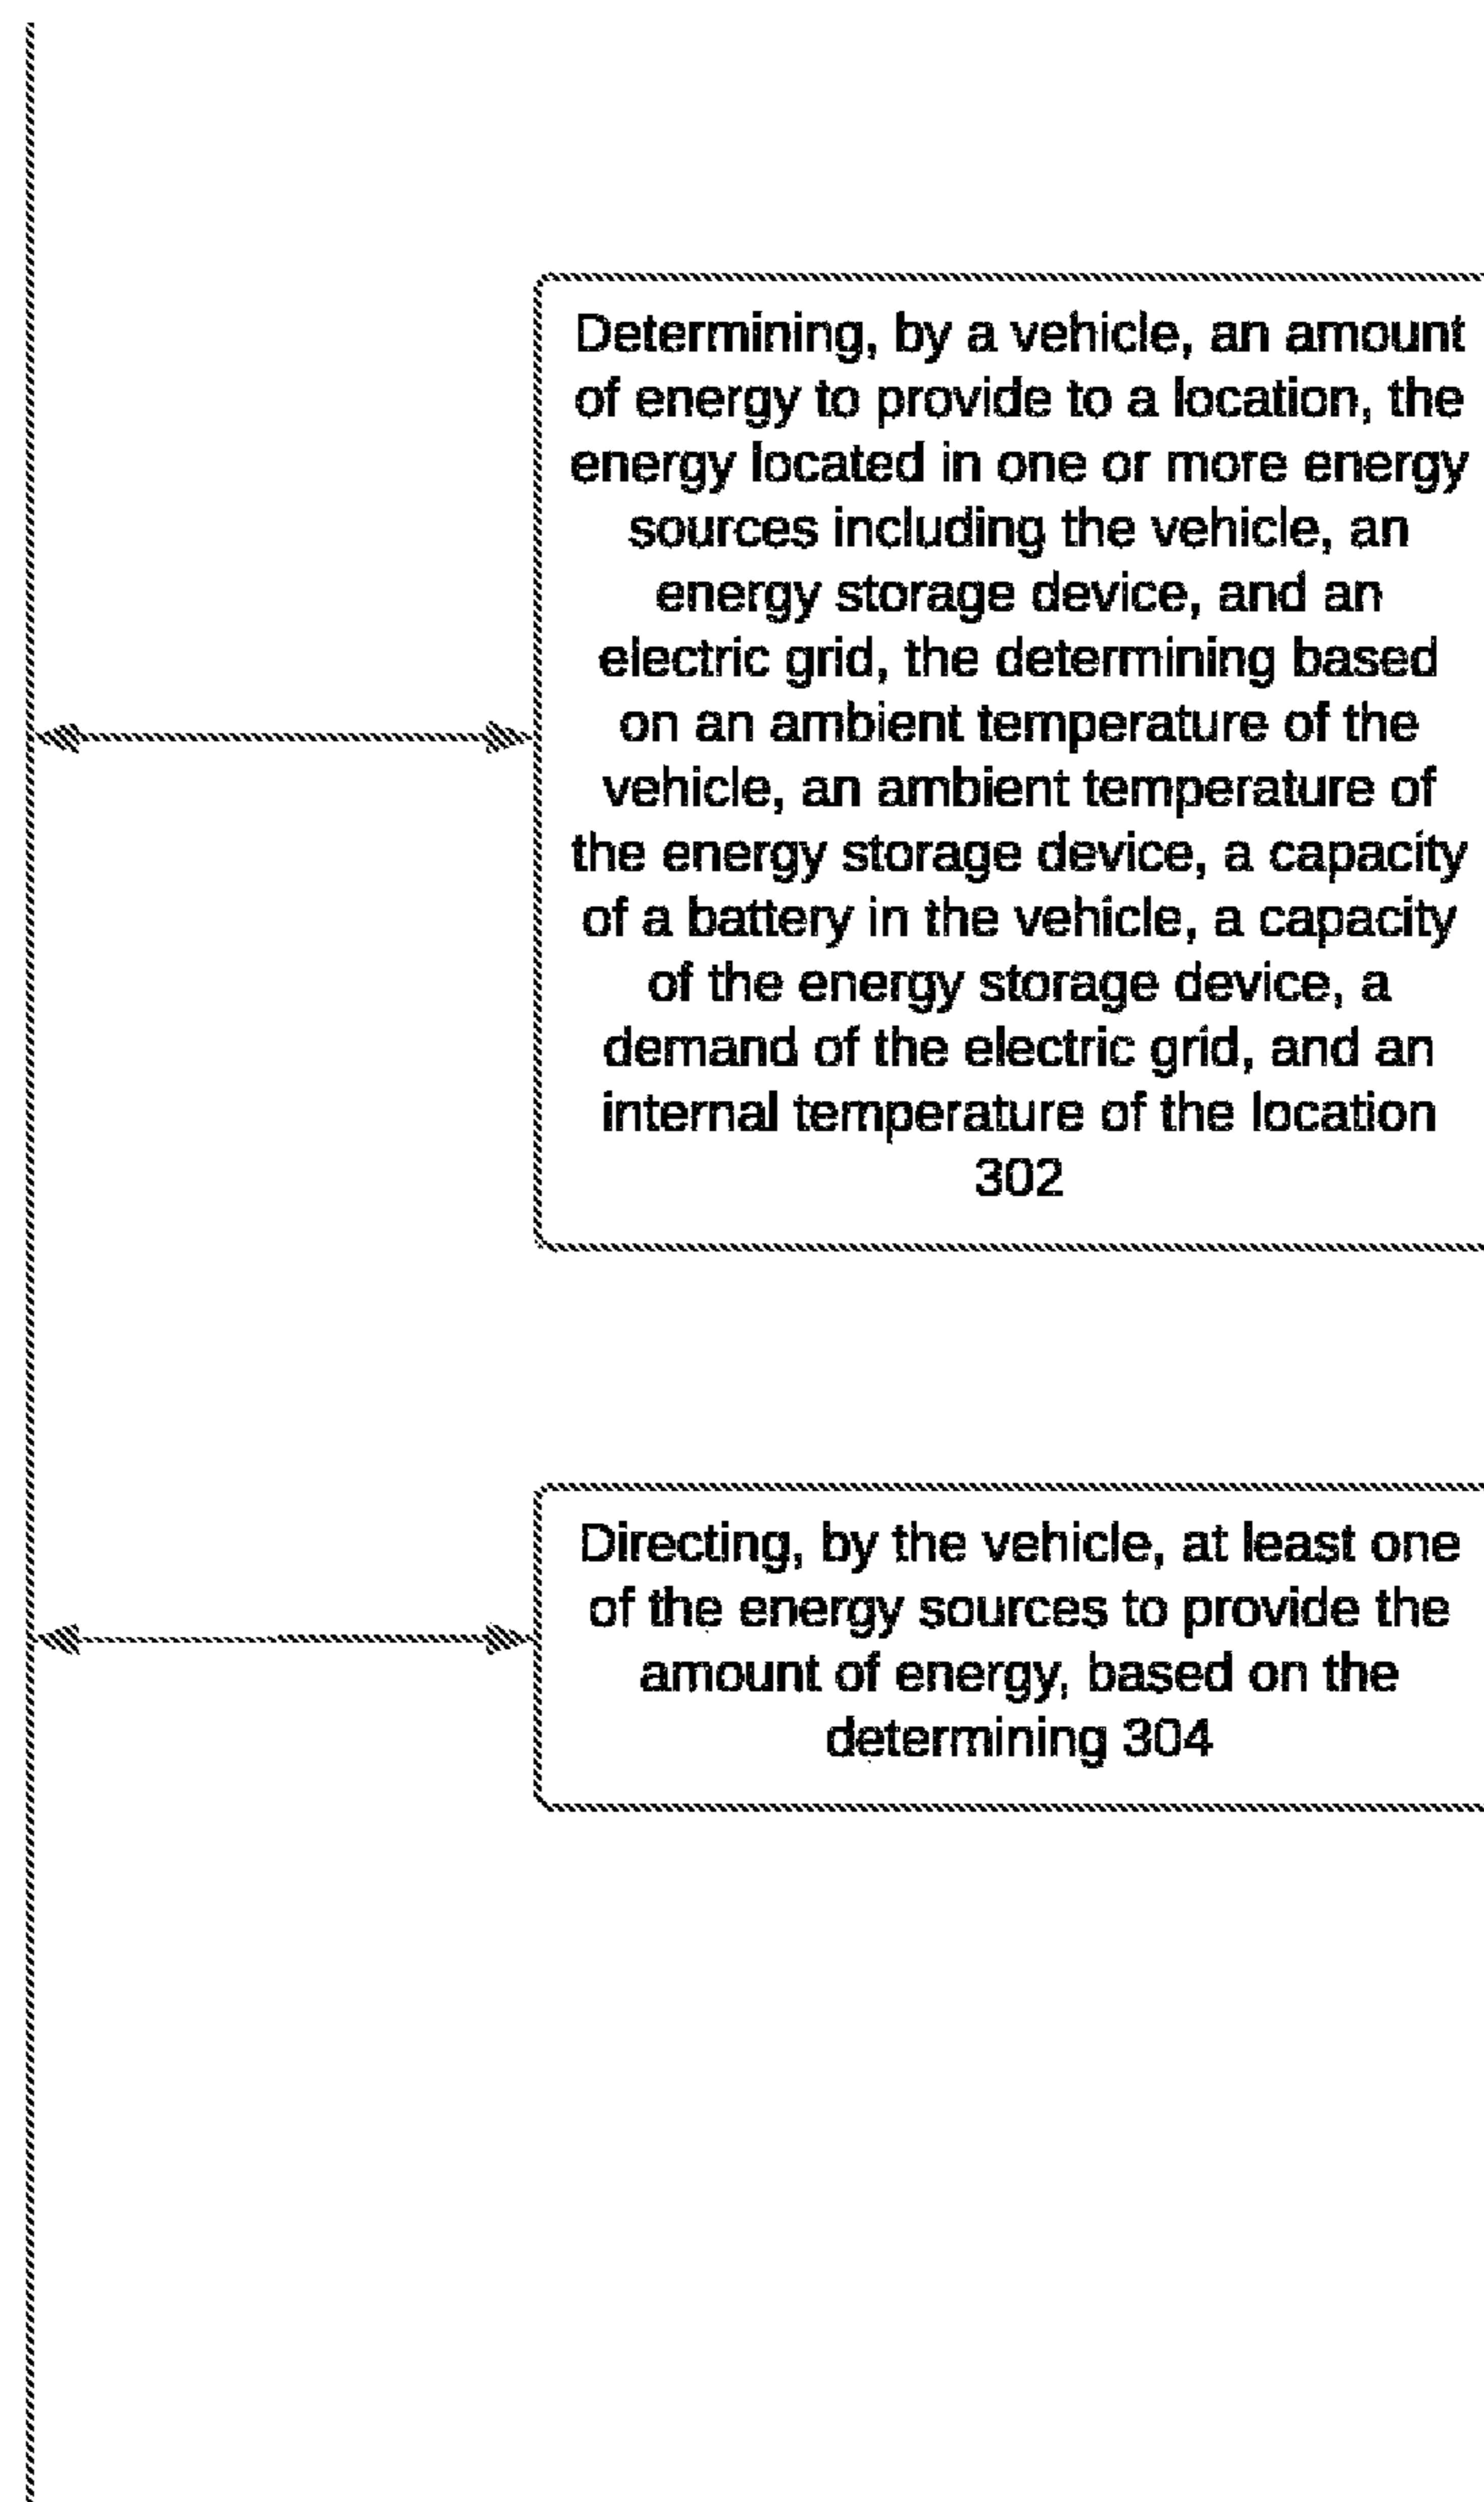 Determining, by a vehicle, an amount
of energy to provide to a location, the
energy located in one or more energy
sources including the vehicle, an
energy storage device, and an
electric grid, the determining based
on an ambient temperature of the
vehicle, an ambient temperature of
the energy storage device, a capacity
of a battery in the vehicle, a capacity
of the energy storage device, a
demand of the electric grid, and an
internal temperature of the location
302
Directing, by the vehicle, at least one
of the energy sources to provide the
amount of energy, based on the
determining 304